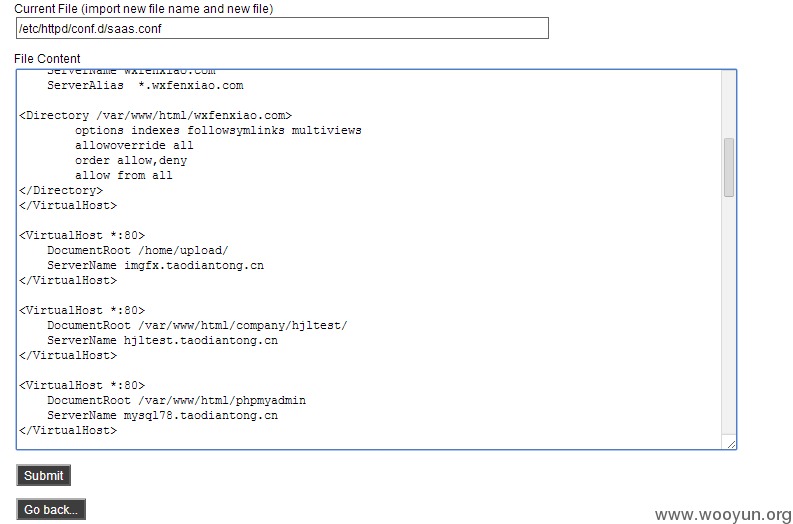 Current File (import new file name and new file)
/etc/httpd/conf.d/saas.conf
File Content
ServerName wxfenxiao.com
ServerAlias  *.wxfenxiao.com
<Directory /var/www/html/wxfenxiao.com>
options indexes followsymlinks multiviews
allowoverride all
order allow,deny
allow from all
</Directory>
</VirtualHost>
<VirtualHost *:80>
DocumentRoot /home/upload/
ServerName imgfx.taodiantong.cn
</VirtualHost>
<VirtualHost *:80>
DocumentRoot /var/www/html/company/hjltest/
ServerName hjltest.taodiantong.cn
</VirtualHost>
<VirtualHost *:80>
DocumentRoot /var/www/html/phpmyadmin
ServerName mysql78.taodiantong.cn
</VirtualHost>
Submit
Go back...
www.wooyun.org